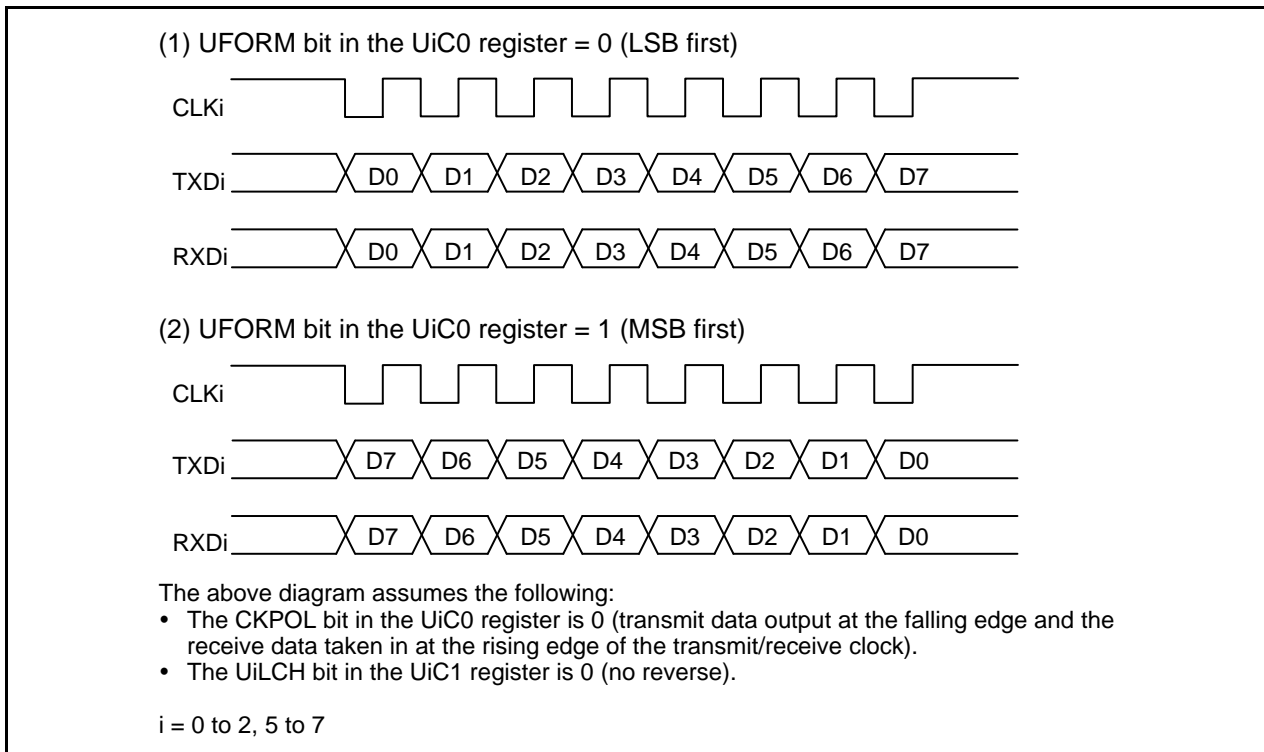 (1) UFORM bit in the UiC0 register = 0 (LSB first)
CLKi
TXDi D0 D1 D2 D3 D4 D5 D6 D7
RXDi D0 D1 D2 D3 D4 D5 D6 D7
(2) UFORM bit in the UiC0 register = 1 (MSB first)
CLKi
TXDi D7 D6 D5 D4 D3 D2 D1 D0
RXDi D7 D6 D5 D4 D3 D2 D1 D0
The above diagram assumes the following:
• The CKPOL bit in the UiC0 register is 0 (transmit data output at the falling edge and the
receive data taken in at the rising edge of the transmit/receive clock).
• The UiLCH bit in the UiC1 register is 0 (no reverse).
i = 0 to 2, 5 to 7